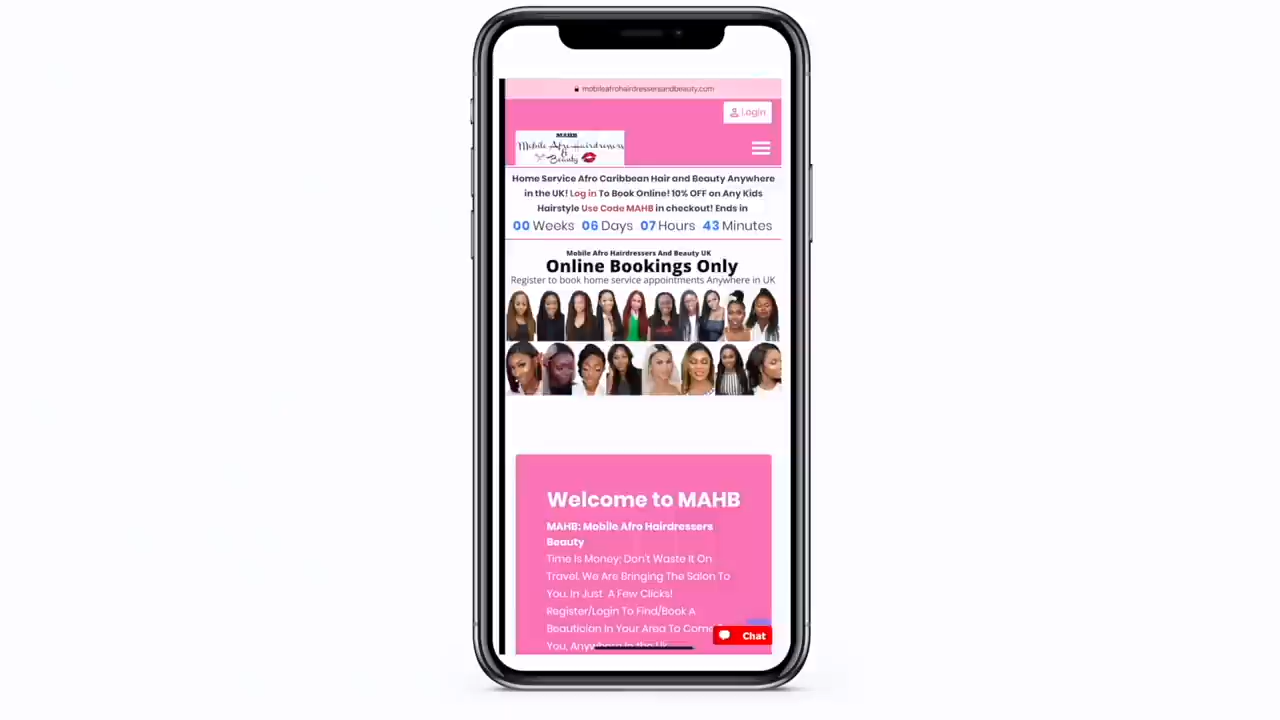 mobileafrohairdressersandbeauty.com
Login
MAHB
Mobile Afro Hairdressers
&
Beauty
Home Service Afro Caribbean Hair and Beauty Anywhere
in the UK! Log in To Book Online! 10% OFF on Any Kids
Hairstyle Use Code MAHB in checkout! Ends in
00 Weeks 06 Days 07 Hours 43 Minutes
Mobile Afro Hairdressers And Beauty UK
Online Bookings Only
Register to book home service appointments Anywhere in UK
Welcome to MAHB
MAHB: Mobile Afro Hairdressers
Beauty
Time Is Money; Don't Waste It On
Travel. We Are Bringing The Salon To
You. In Just A Few Clicks!
Register/Login To Find/Book A
Beautician In Your Area To Come
Chat
You, Anywhere In the Uk